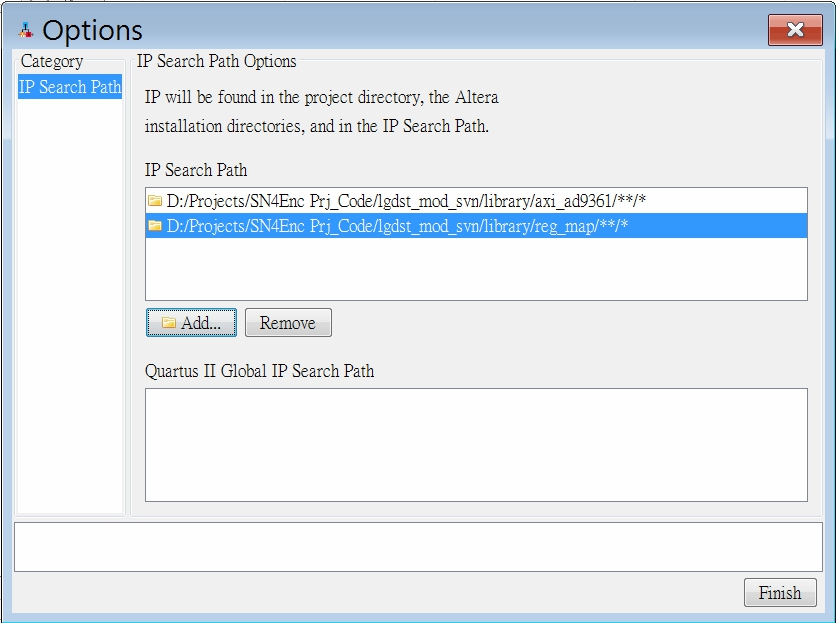 Options
Category
IP Search Path
IP Search Path Options
IP will be found in the project directory, the Altera
installation directories, and in the IP Search Path.
IP Search Path
D:/Projects/SN4Enc Prj_Code/lgdst_mod_svn/library/axi_ad9361/**/*
D:/Projects/SN4Enc Prj_Code/lgdst_mod_svn/library/reg_map/**/*
Add...
Remove
Quartus II Global IP Search Path
Finish